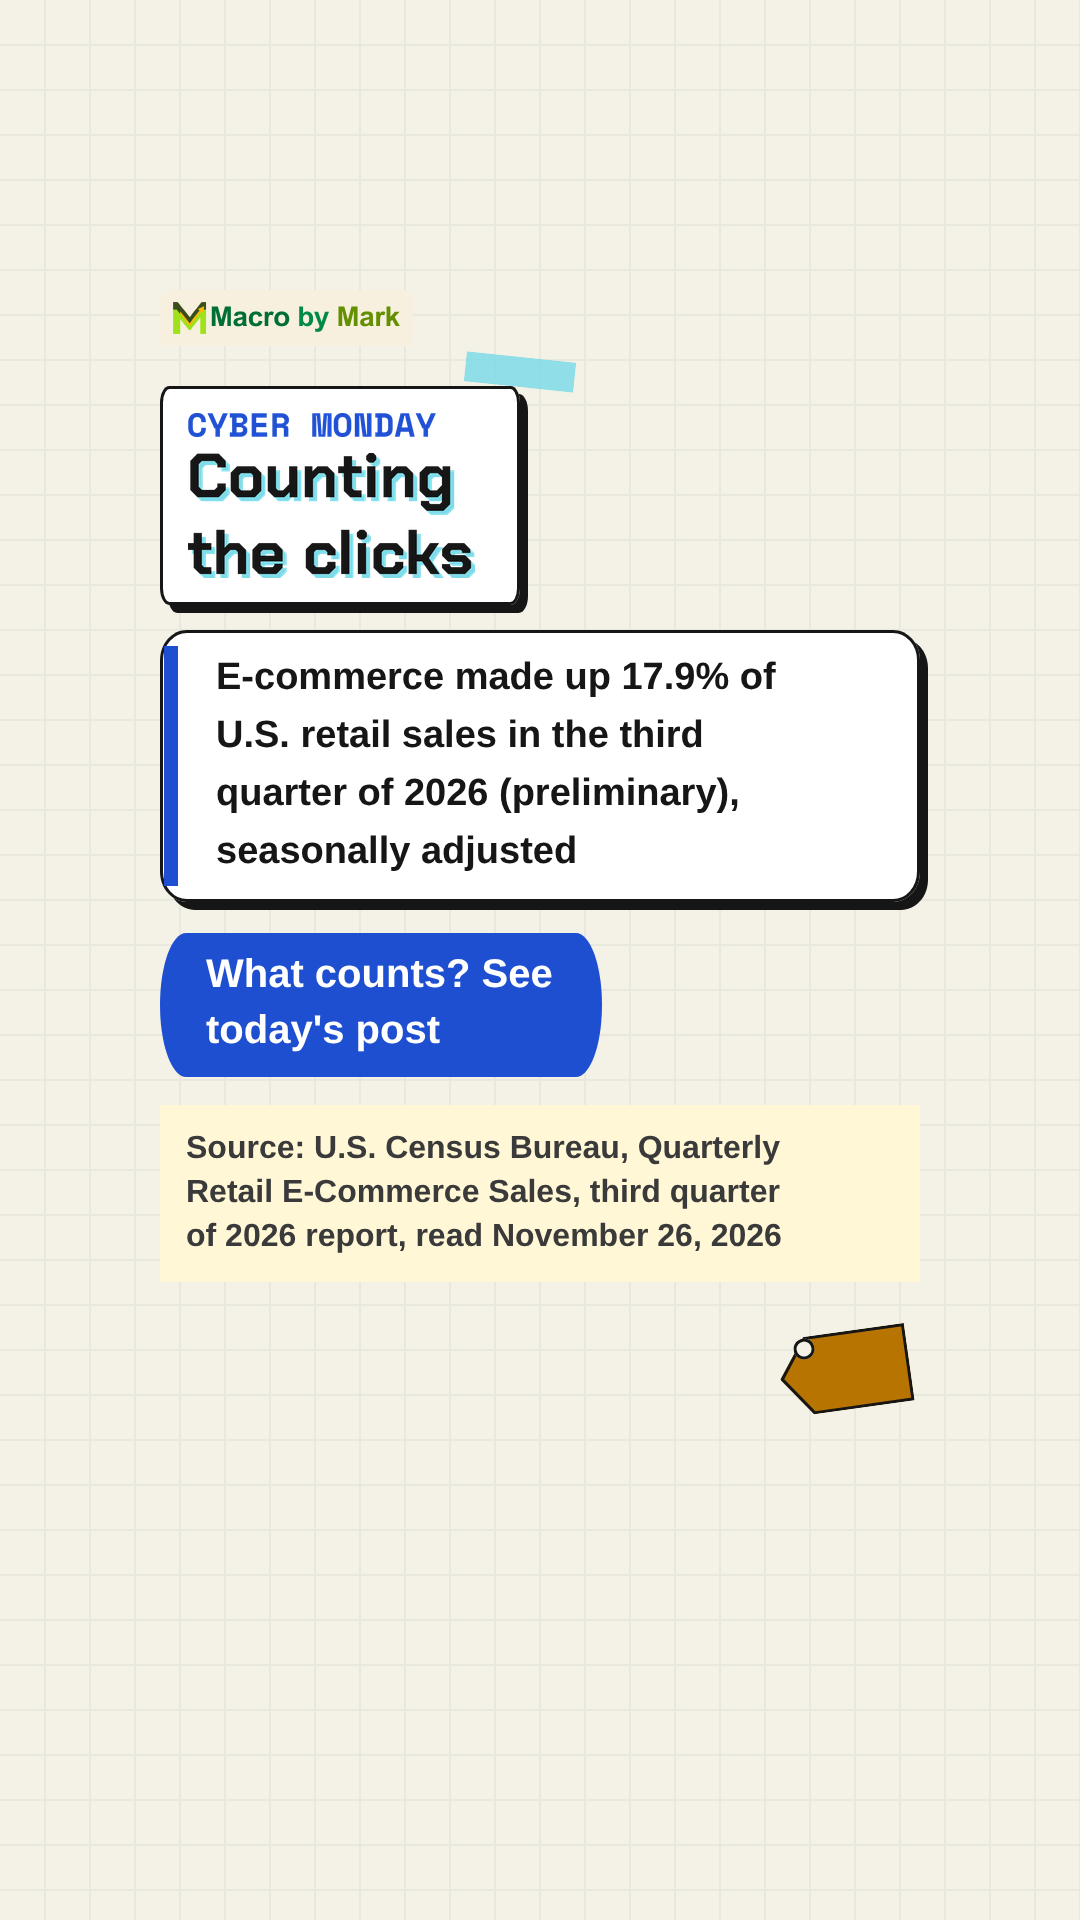 Macro by Mark
CYBER MONDAY
Counting
the clicks
E-commerce made up 17.9% of
U.S. retail sales in the third
quarter of 2026 (preliminary),
seasonally adjusted
What counts? See
today's post
Source: U.S. Census Bureau, Quarterly
Retail E-Commerce Sales, third quarter
of 2026 report, read November 26, 2026